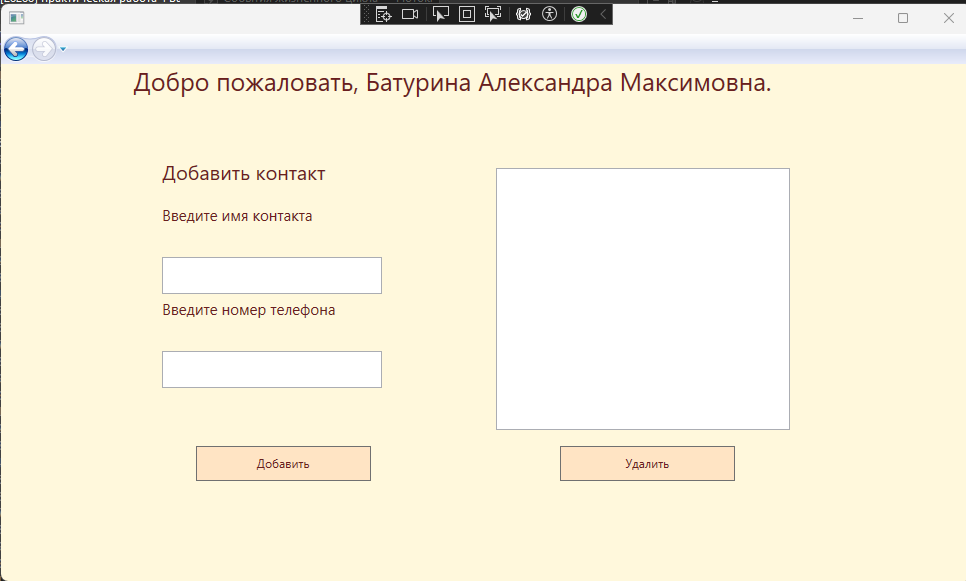 Добро пожаловать, Батурина Александра Максимовна.
Добавить контакт
Введите имя контакта
Введите номер телефона
Добавить
Удалить